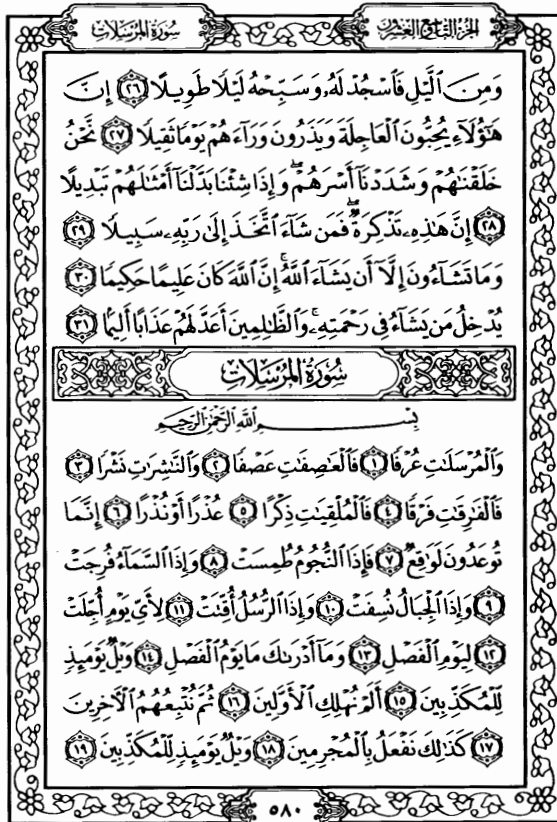 الجزء التاسع والعشرون
سورة المرسلات
وَمِنَ ٱلَّيۡلِ فَٱسۡجُدۡ لَهُۥ وَسَبِّحۡهُ لَيۡلًا طَوِيلًا ﴿٢٦﴾ إِنَّ
هَٰٓؤُلَآءِ يُحِبُّونَ ٱلۡعَاجِلَةَ وَيَذَرُونَ وَرَآءَهُمۡ يَوۡمًا ثَقِيلًا ﴿٢٧﴾ نَّحۡنُ
خَلَقۡنَٰهُمۡ وَشَدَدۡنَآ أَسۡرَهُمۡۖ وَإِذَا شِئۡنَا بَدَّلۡنَآ أَمۡثَٰلَهُمۡ تَبۡدِيلًا
﴿٢٨﴾ إِنَّ هَٰذِهِۦ تَذۡكِرَةٞۖ فَمَن شَآءَ ٱتَّخَذَ إِلَىٰ رَبِّهِۦ سَبِيلًا ﴿٢٩﴾
وَمَا تَشَآءُونَ إِلَّآ أَن يَشَآءَ ٱللَّهُۚ إِنَّ ٱللَّهَ كَانَ عَلِيمًا حَكِيمًا ﴿٣٠﴾
يُدۡخِلُ مَن يَشَآءُ فِي رَحۡمَتِهِۦۚ وَٱلظَّٰلِمِينَ أَعَدَّ لَهُمۡ عَذَابًا أَلِيمًۢا ﴿٣١﴾
سُورَةُ المُرۡسَلَاتِ
بِسۡمِ ٱللَّهِ ٱلرَّحۡمَٰنِ ٱلرَّحِيمِ
وَٱلۡمُرۡسَلَٰتِ عُرۡفٗا ﴿١﴾ فَٱلۡعَٰصِفَٰتِ عَصۡفٗا ﴿٢﴾ وَٱلنَّٰشِرَٰتِ نَشۡرٗا ﴿٣﴾
فَٱلۡفَٰرِقَٰتِ فَرۡقٗا ﴿٤﴾ فَٱلۡمُلۡقِيَٰتِ ذِكۡرًا ﴿٥﴾ عُذۡرًا أَوۡ نُذۡرًا ﴿٦﴾ إِنَّمَا
تُوعَدُونَ لَوَٰقِعٞ ﴿٧﴾ فَإِذَا ٱلنُّجُومُ طُمِسَتۡ ﴿٨﴾ وَإِذَا ٱلسَّمَآءُ فُرِجَتۡ
﴿٩﴾ وَإِذَا ٱلۡجِبَالُ نُسِفَتۡ ﴿١٠﴾ وَإِذَا ٱلرُّسُلُ أُقِّتَتۡ ﴿١١﴾ لِأَيِّ يَوۡمٍ أُجِّلَتۡ
﴿١٢﴾ لِيَوۡمِ ٱلۡفَصۡلِ ﴿١٣﴾ وَمَآ أَدۡرَىٰكَ مَا يَوۡمُ ٱلۡفَصۡلِ ﴿١٤﴾ وَيۡلٞ يَوۡمَئِذٖ
لِّلۡمُكَذِّبِينَ ﴿١٥﴾ أَلَمۡ نُهۡلِكِ ٱلۡأَوَّلِينَ ﴿١٦﴾ ثُمَّ نُتۡبِعُهُمُ ٱلۡأٓخِرِينَ
﴿١٧﴾ كَذَٰلِكَ نَفۡعَلُ بِٱلۡمُجۡرِمِينَ ﴿١٨﴾ وَيۡلٞ يَوۡمَئِذٖ لِّلۡمُكَذِّبِينَ ﴿١٩﴾
٥٨٠